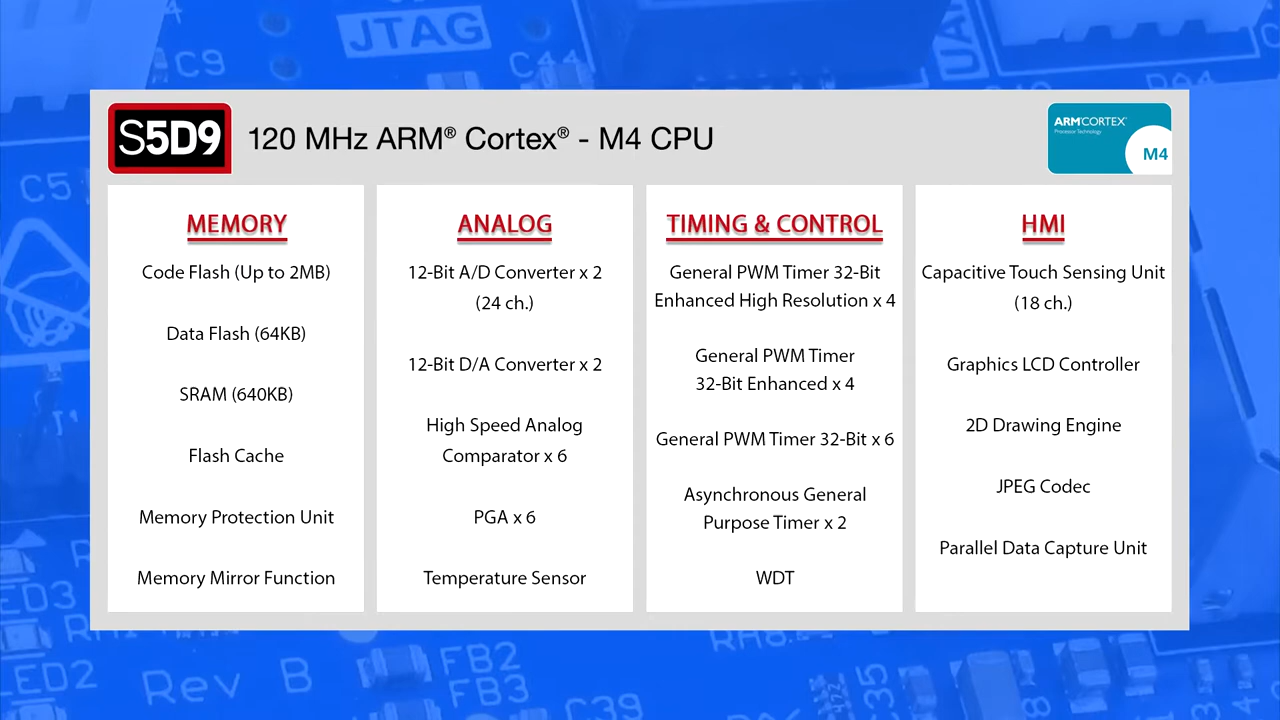 JTAG
C9
C44
UA
C5
S5D9
120 MHz ARM® Cortex® - M4 CPU
ARMCORTEX
Processor Technology
M4
MEMORY
Code Flash (Up to 2MB)
Data Flash (64KB)
SRAM (640KB)
Flash Cache
Memory Protection Unit
Memory Mirror Function
ANALOG
12-Bit A/D Converter x 2
(24 ch.)
12-Bit D/A Converter x 2
High Speed Analog
Comparator x 6
PGA x 6
Temperature Sensor
TIMING & CONTROL
General PWM Timer 32-Bit
Enhanced High Resolution x 4
General PWM Timer
32-Bit Enhanced x 4
General PWM Timer 32-Bit x 6
Asynchronous General
Purpose Timer x 2
WDT
HMI
Capacitive Touch Sensing Unit
(18 ch.)
Graphics LCD Controller
2D Drawing Engine
JPEG Codec
Parallel Data Capture Unit
ED3
LED2
Rev B
FB2
FB3
C39
C35